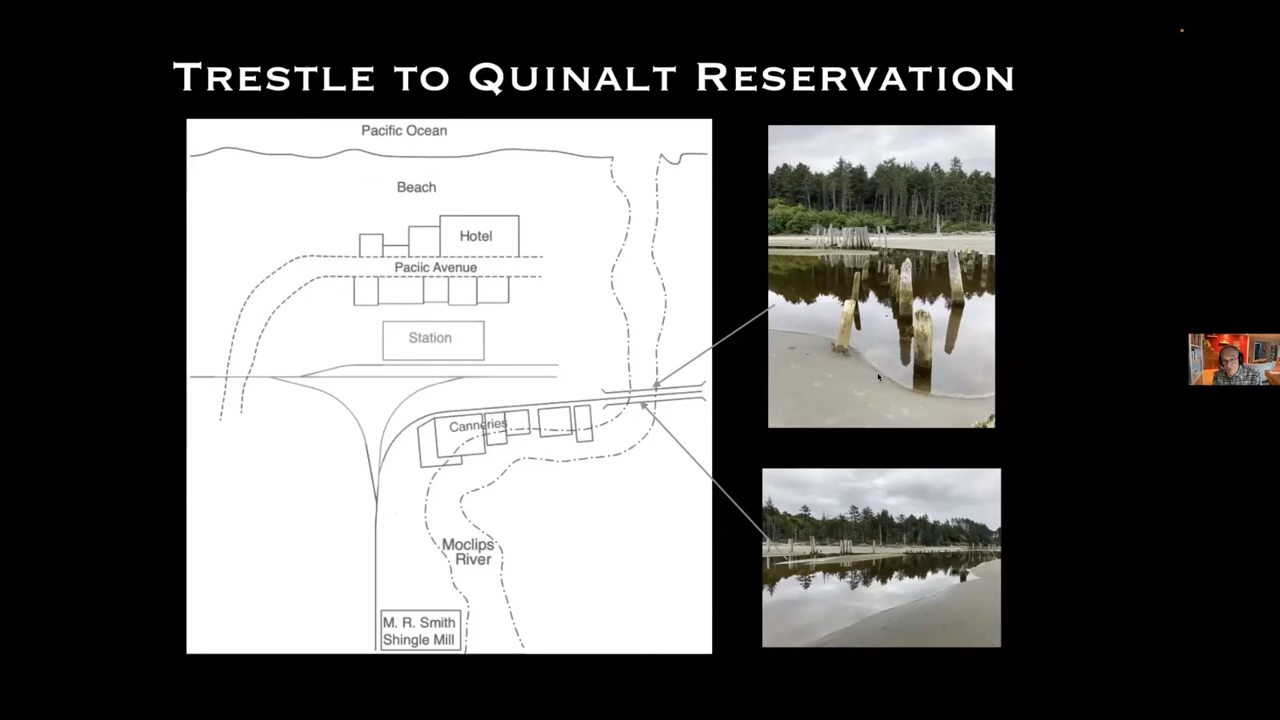 TRESTLE TO QUINALT RESERVATION
Pacific Ocean
Beach
Hotel
Paciic Avenue
Station
Canneries
Moclips
River
M. R. Smith
Shingle Mill